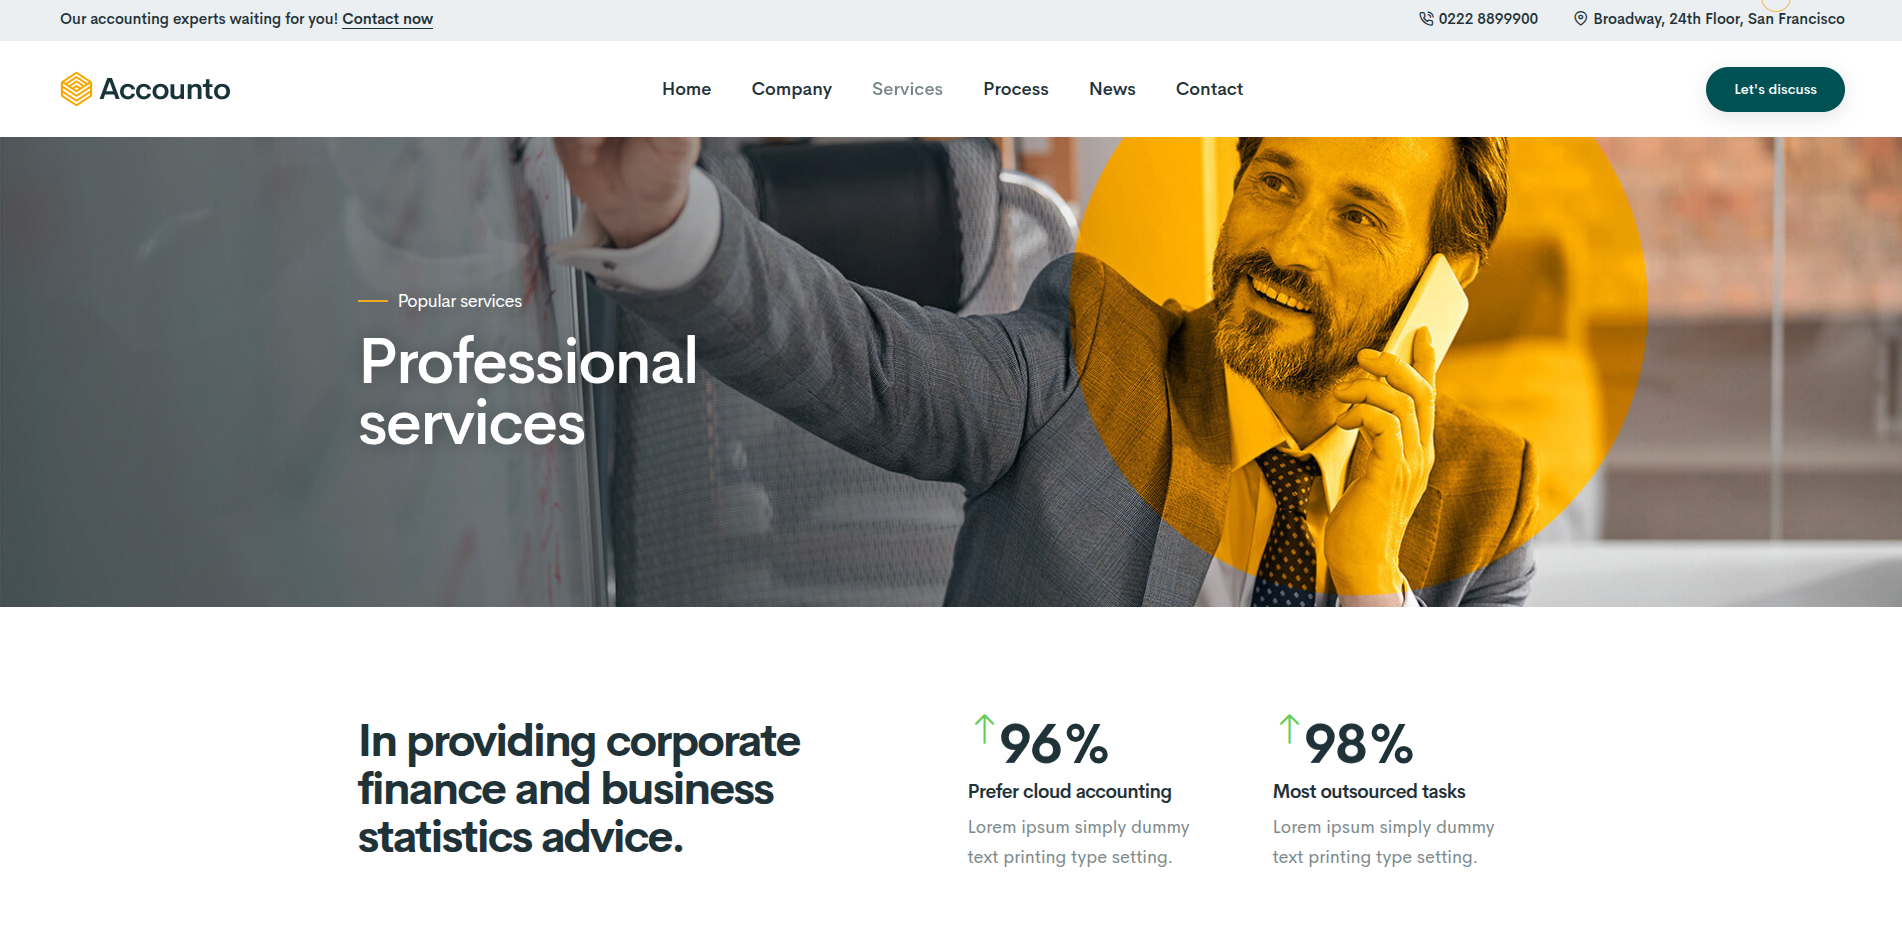 Our accounting experts waiting for you! Contact now
0222 8899900
Broadway, 24th Floor, San Francisco
Accounto
Home
Company
Services
Process
News
Contact
Let's discuss
Popular services
Professional
services
In providing corporate
finance and business
statistics advice.
96%
Prefer cloud accounting
Lorem ipsum simply dummy
text printing type setting.
98%
Most outsourced tasks
Lorem ipsum simply dummy
text printing type setting.